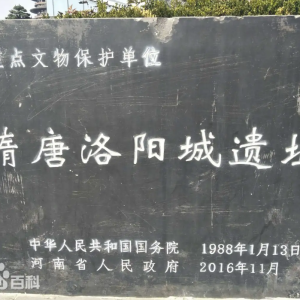 点文物保护单位
隋唐洛阳城遗址
中华人民共和国国务院 1988年1月13日
河南省人民政府 2016年11月
百科